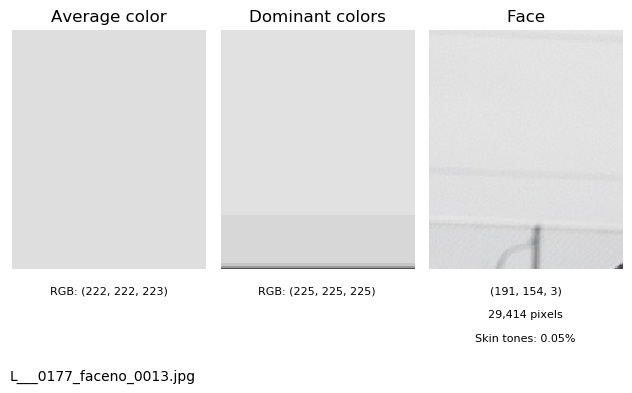 Average color
Dominant colors
Face
RGB: (222, 222, 223)
RGB: (225, 225, 225)
(191, 154, 3)
29,414 pixels
Skin tones: 0.05%
L___0177_faceno_0013.jpg